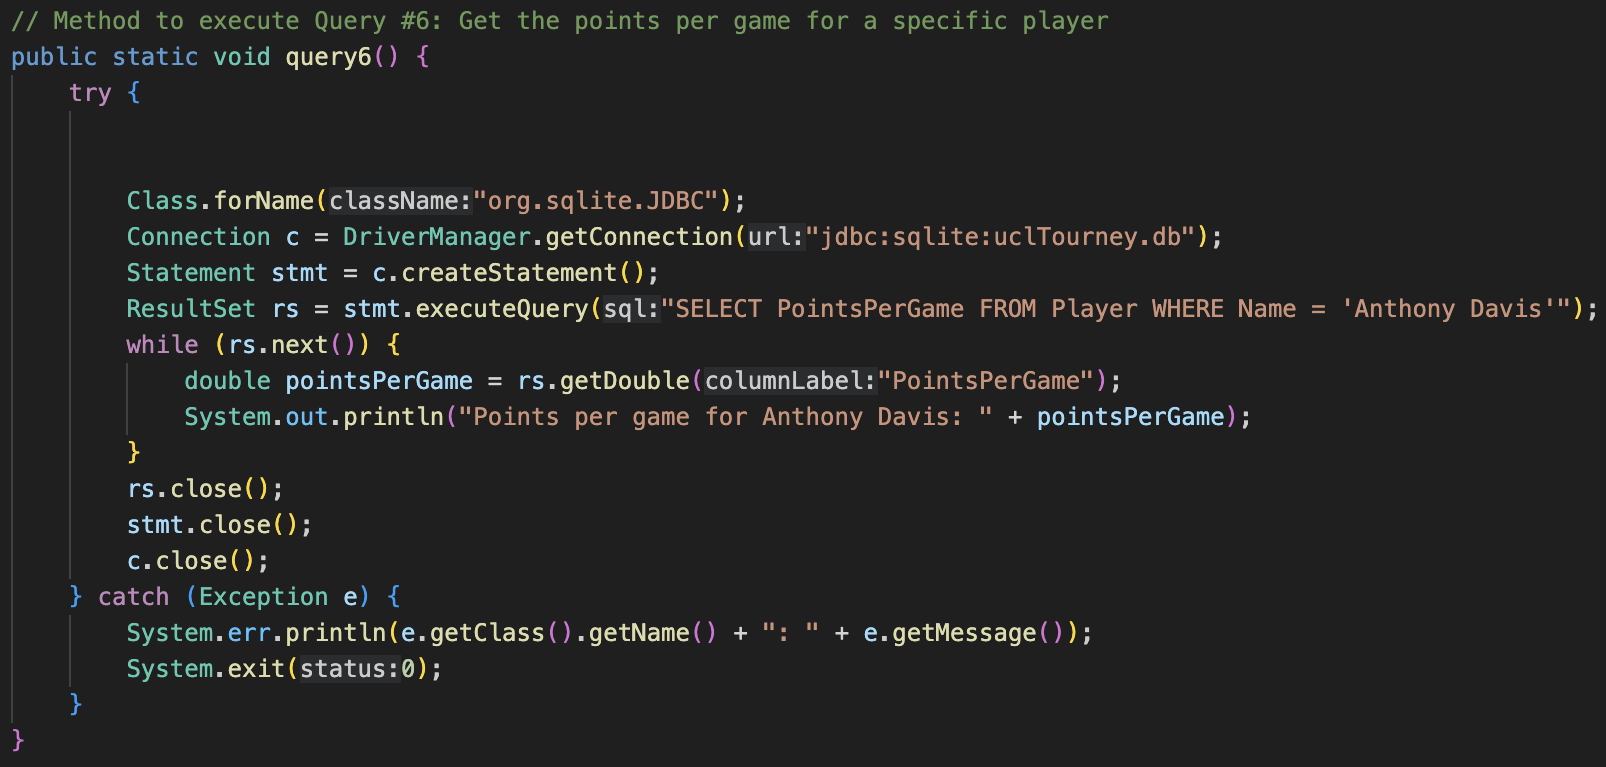 // Method to execute Query #6: Get the points per game for a specific player
public static void query6() {
try {
Class.forName(className:"org.sqlite.JDBC");
Connection c = DriverManager.getConnection(url:"jdbc:sqlite:uclTourney.db");
Statement stmt = c.createStatement();
ResultSet rs = stmt.executeQuery(sql:"SELECT PointsPerGame FROM Player WHERE Name = 'Anthony Davis'");
while (rs.next()) {
double pointsPerGame = rs.getDouble(columnLabel:"PointsPerGame");
System.out.println("Points per game for Anthony Davis: " + pointsPerGame);
}
rs.close();
stmt.close();
c.close();
} catch (Exception e) {
System.err.println(e.getClass().getName() + ": " + e.getMessage());
System.exit(status:0);
}
}